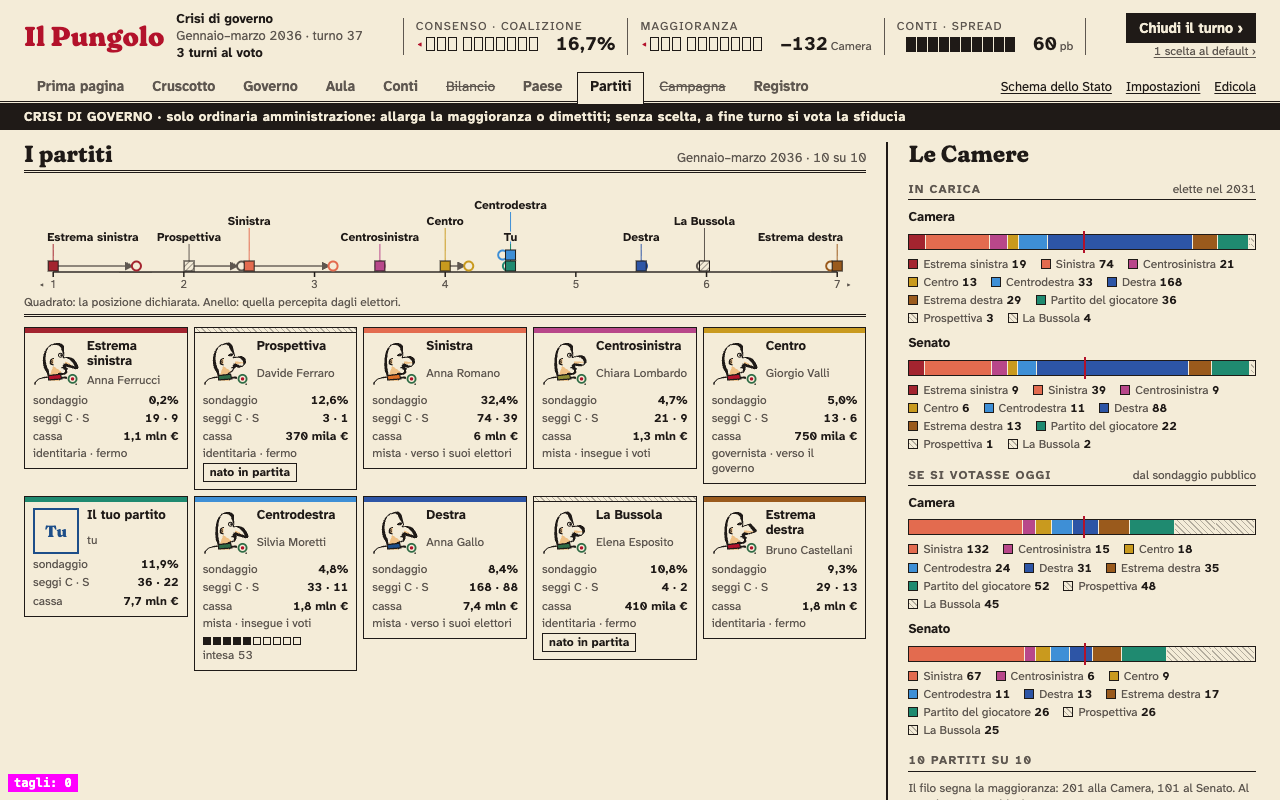 Il Pungolo
Crisi di governo
Gennaio–marzo 2036 · turno 37
3 turni al voto
CONSENSO · COALIZIONE
16,7%
MAGGIORANZA
–132 Camera
CONTI · SPREAD
60 pb
Chiudi il turno ›
1 scelta al default ›
Prima pagina Cruscotto Governo Aula Conti Bilancio Paese Partiti Campagna Registro
Schema dello Stato Impostazioni Edicola
CRISI DI GOVERNO · solo ordinaria amministrazione: allarga la maggioranza o dimettiti; senza scelta, a fine turno si vota la sfiducia
I partiti
Gennaio–marzo 2036 · 10 su 10
Centrodestra
Sinistra Centro La Bussola
Estrema sinistra Prospettiva Centrosinistra Tu Destra Estrema destra
1 2 3 4 5 6 7
Quadrato: la posizione dichiarata. Anello: quella percepita dagli elettori.
Estrema sinistra
Anna Ferrucci
sondaggio 0,2%
seggi C · S 19 · 9
cassa 1,1 mln €
identitaria · fermo
Prospettiva
Davide Ferraro
sondaggio 12,6%
seggi C · S 3 · 1
cassa 370 mila €
identitaria · fermo
nato in partita
Sinistra
Anna Romano
sondaggio 32,4%
seggi C · S 74 · 39
cassa 6 mln €
mista · verso i suoi elettori
Centrosinistra
Chiara Lombardo
sondaggio 4,7%
seggi C · S 21 · 9
cassa 1,3 mln €
mista · insegue i voti
Centro
Giorgio Valli
sondaggio 5,0%
seggi C · S 13 · 6
cassa 750 mila €
governista · verso il
governo
Tu
Il tuo partito
tu
sondaggio 11,9%
seggi C · S 36 · 22
cassa 7,7 mln €
Centrodestra
Silvia Moretti
sondaggio 4,8%
seggi C · S 33 · 11
cassa 1,8 mln €
mista · insegue i voti
intesa 53
Destra
Anna Gallo
sondaggio 8,4%
seggi C · S 168 · 88
cassa 7,4 mln €
mista · verso i suoi elettori
La Bussola
Elena Esposito
sondaggio 10,8%
seggi C · S 4 · 2
cassa 410 mila €
identitaria · fermo
nato in partita
Estrema destra
Bruno Castellani
sondaggio 9,3%
seggi C · S 29 · 13
cassa 1,8 mln €
identitaria · fermo
tagli: 0
Le Camere
IN CARICA elette nel 2031
Camera
Estrema sinistra 19 Sinistra 74 Centrosinistra 21
Centro 13 Centrodestra 33 Destra 168
Estrema destra 29 Partito del giocatore 36
Prospettiva 3 La Bussola 4
Senato
Estrema sinistra 9 Sinistra 39 Centrosinistra 9
Centro 6 Centrodestra 11 Destra 88
Estrema destra 13 Partito del giocatore 22
Prospettiva 1 La Bussola 2
SE SI VOTASSE OGGI dal sondaggio pubblico
Camera
Sinistra 132 Centrosinistra 15 Centro 18
Centrodestra 24 Destra 31 Estrema destra 35
Partito del giocatore 52 Prospettiva 48
La Bussola 45
Senato
Sinistra 67 Centrosinistra 6 Centro 9
Centrodestra 11 Destra 13 Estrema destra 17
Partito del giocatore 26 Prospettiva 26
La Bussola 25
10 PARTITI SU 10
Il filo segna la maggioranza: 201 alla Camera, 101 al Senato. Al